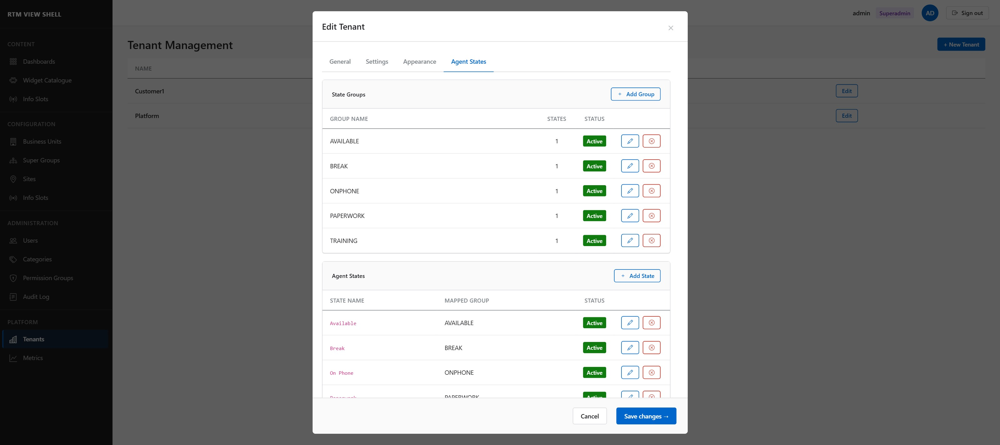 RTM VIEW SHELL
admin
Superadmin
AD
Sign out
CONTENT
Dashboards
Widget Catalogue
Info Slots
CONFIGURATION
Business Units
Super Groups
Sites
Info Slots
ADMINISTRATION
Users
Categories
Permission Groups
Audit Log
PLATFORM
Tenants
Metrics
Tenant Management
+ New Tenant
NAME
Customer1
Edit
Platform
Edit
Edit Tenant
General Settings Appearance Agent States
State Groups
+ Add Group
GROUP NAME STATES STATUS
AVAILABLE 1 Active
BREAK 1 Active
ONPHONE 1 Active
PAPERWORK 1 Active
TRAINING 1 Active
Agent States
+ Add State
STATE NAME MAPPED GROUP STATUS
Available AVAILABLE Active
Break BREAK Active
On Phone ONPHONE Active
Paperwork PAPERWORK Active
Cancel
Save changes →